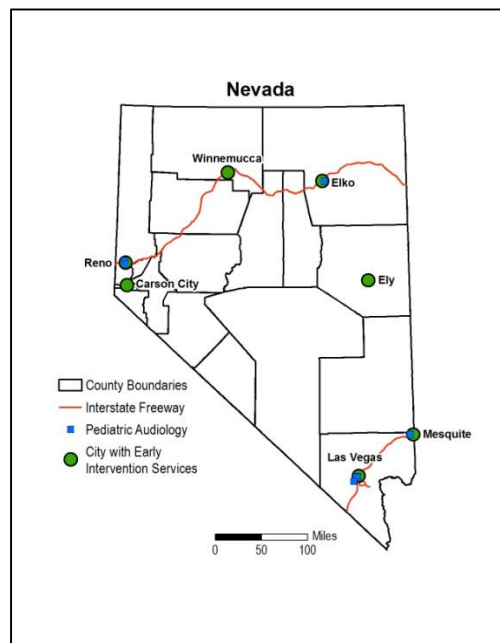 Nevada
Winnemucca
Elko
Reno
Carson City
Ely
County Boundaries
Interstate Freeway
Pediatric Audiology
City with Early
Intervention Services
Mesquite
Las Vegas
Miles
0 50 100